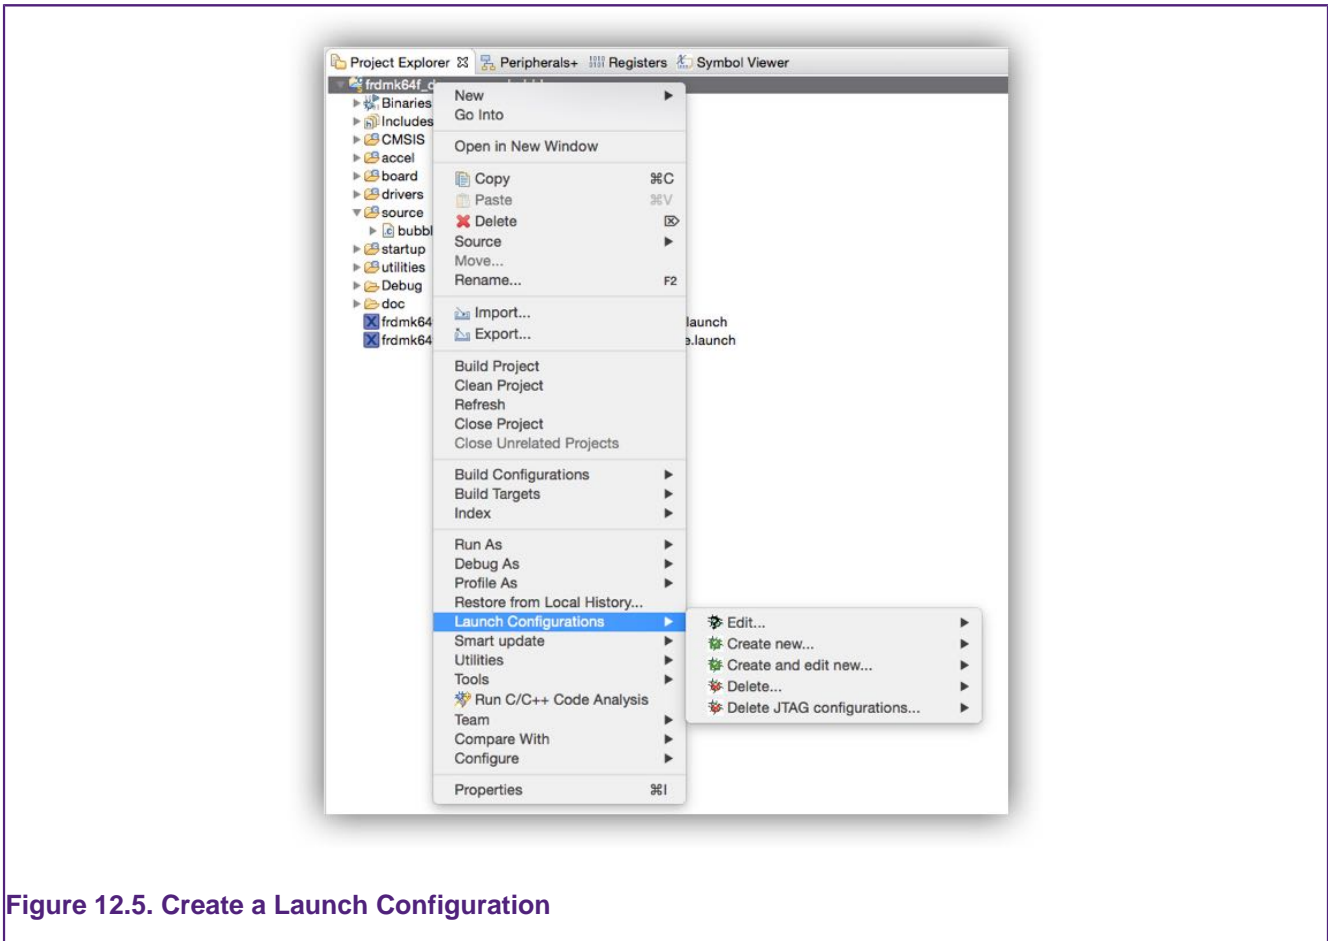 Project Explorer Peripherals+ Registers Symbol Viewer
frdmk64f_d
Binaries
Includes
CMSIS
accel
board
drivers
source
bubbl
startup
utilities
Debug
doc
frdmk64 launch
frdmk64 e.launch
New
Go Into
Open in New Window
Copy ⌘C
Paste ⌘V
Delete ⌦
Source
Move...
Rename... F2
Import...
Export...
Build Project
Clean Project
Refresh
Close Project
Close Unrelated Projects
Build Configurations
Build Targets
Index
Run As
Debug As
Profile As
Restore from Local History...
Launch Configurations
Smart update
Utilities
Tools
Run C/C++ Code Analysis
Team
Compare With
Configure
Properties ⌘I
Edit...
Create new...
Create and edit new...
Delete...
Delete JTAG configurations...
Figure 12.5. Create a Launch Configuration